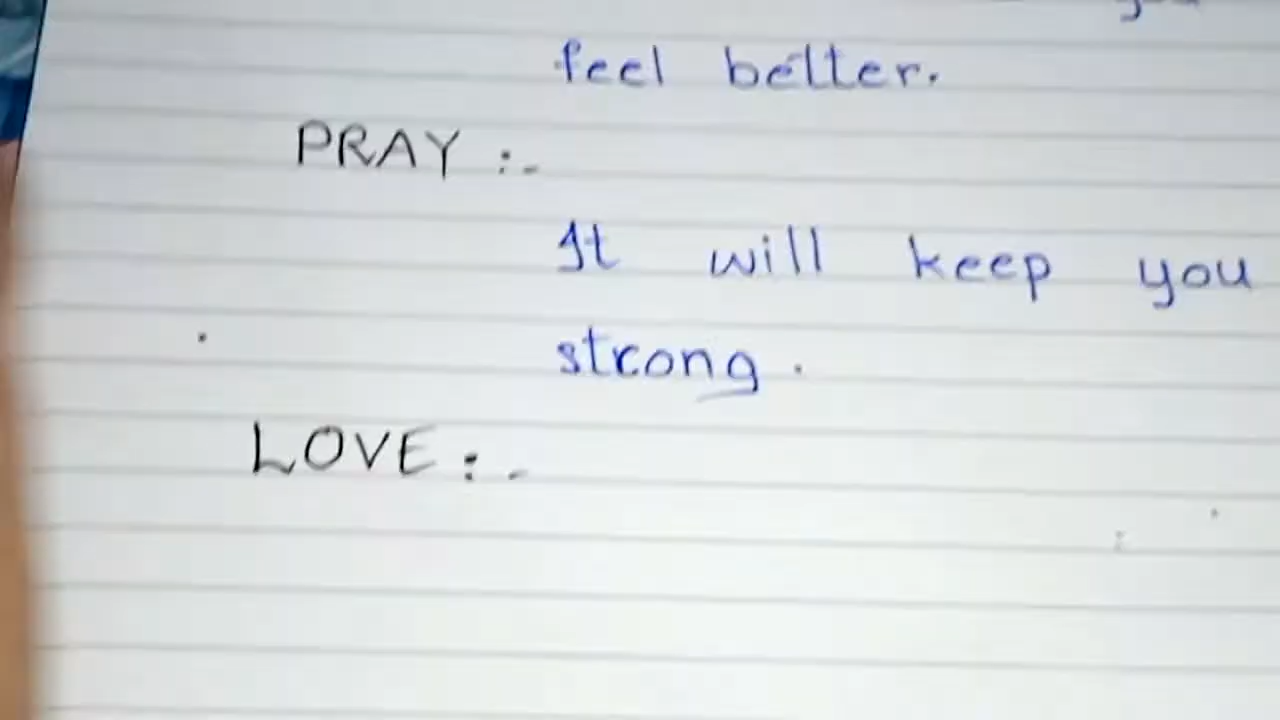 feel better.
PRAY :-
It will keep you
strong.
LOVE :-